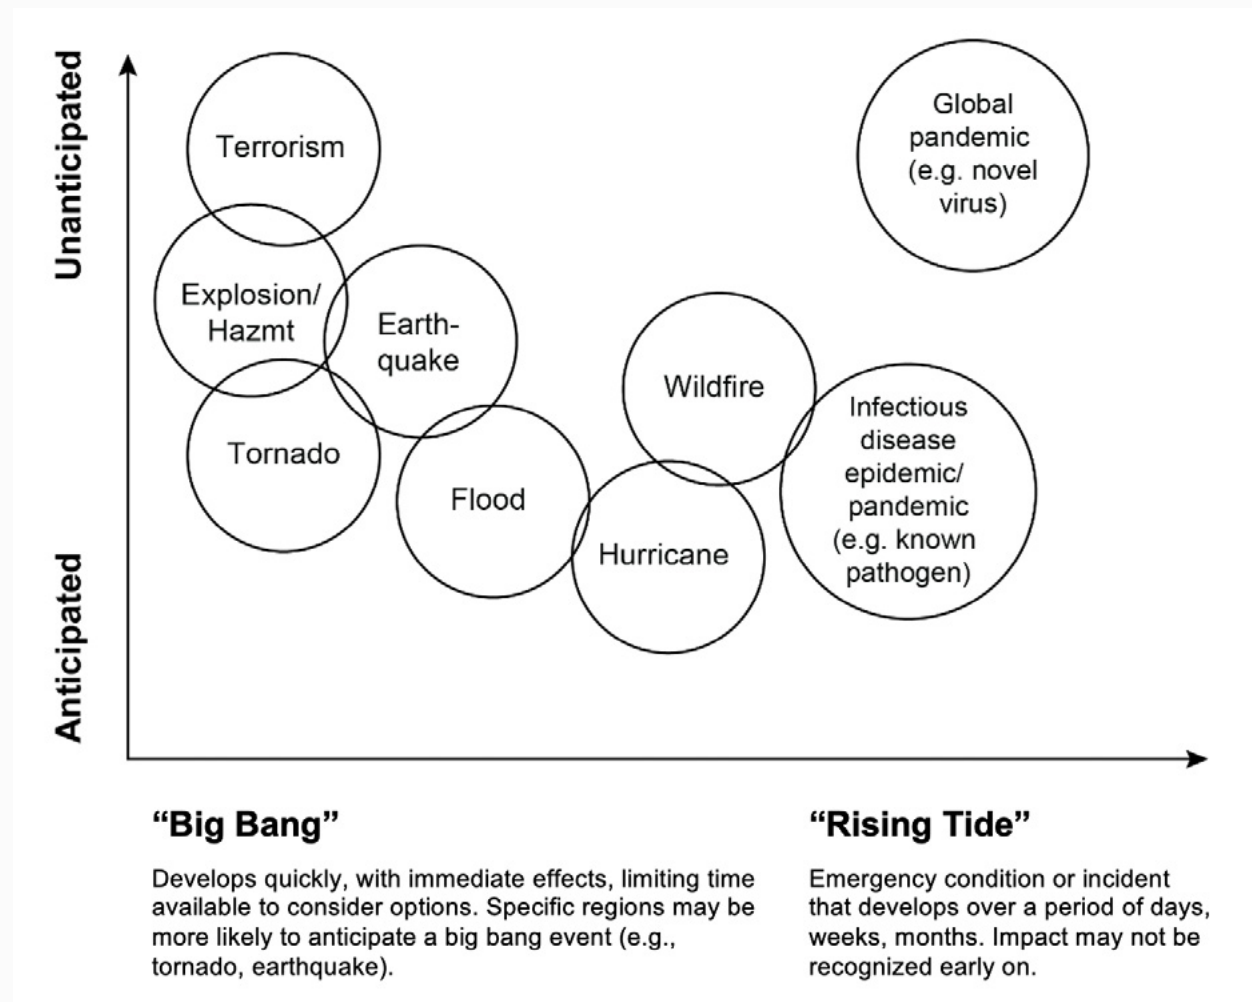 Unanticipated
Anticipated
Terrorism
Explosion/
Hazmt
Earth-
quake
Tornado
Flood
Hurricane
Wildfire
Global
pandemic
(e.g. novel
virus)
Infectious
disease
epidemic/
pandemic
(e.g. known
pathogen)
“Big Bang”
Develops quickly, with immediate effects, limiting time
available to consider options. Specific regions may be
more likely to anticipate a big bang event (e.g.,
tornado, earthquake).
“Rising Tide”
Emergency condition or incident
that develops over a period of days,
weeks, months. Impact may not be
recognized early on.